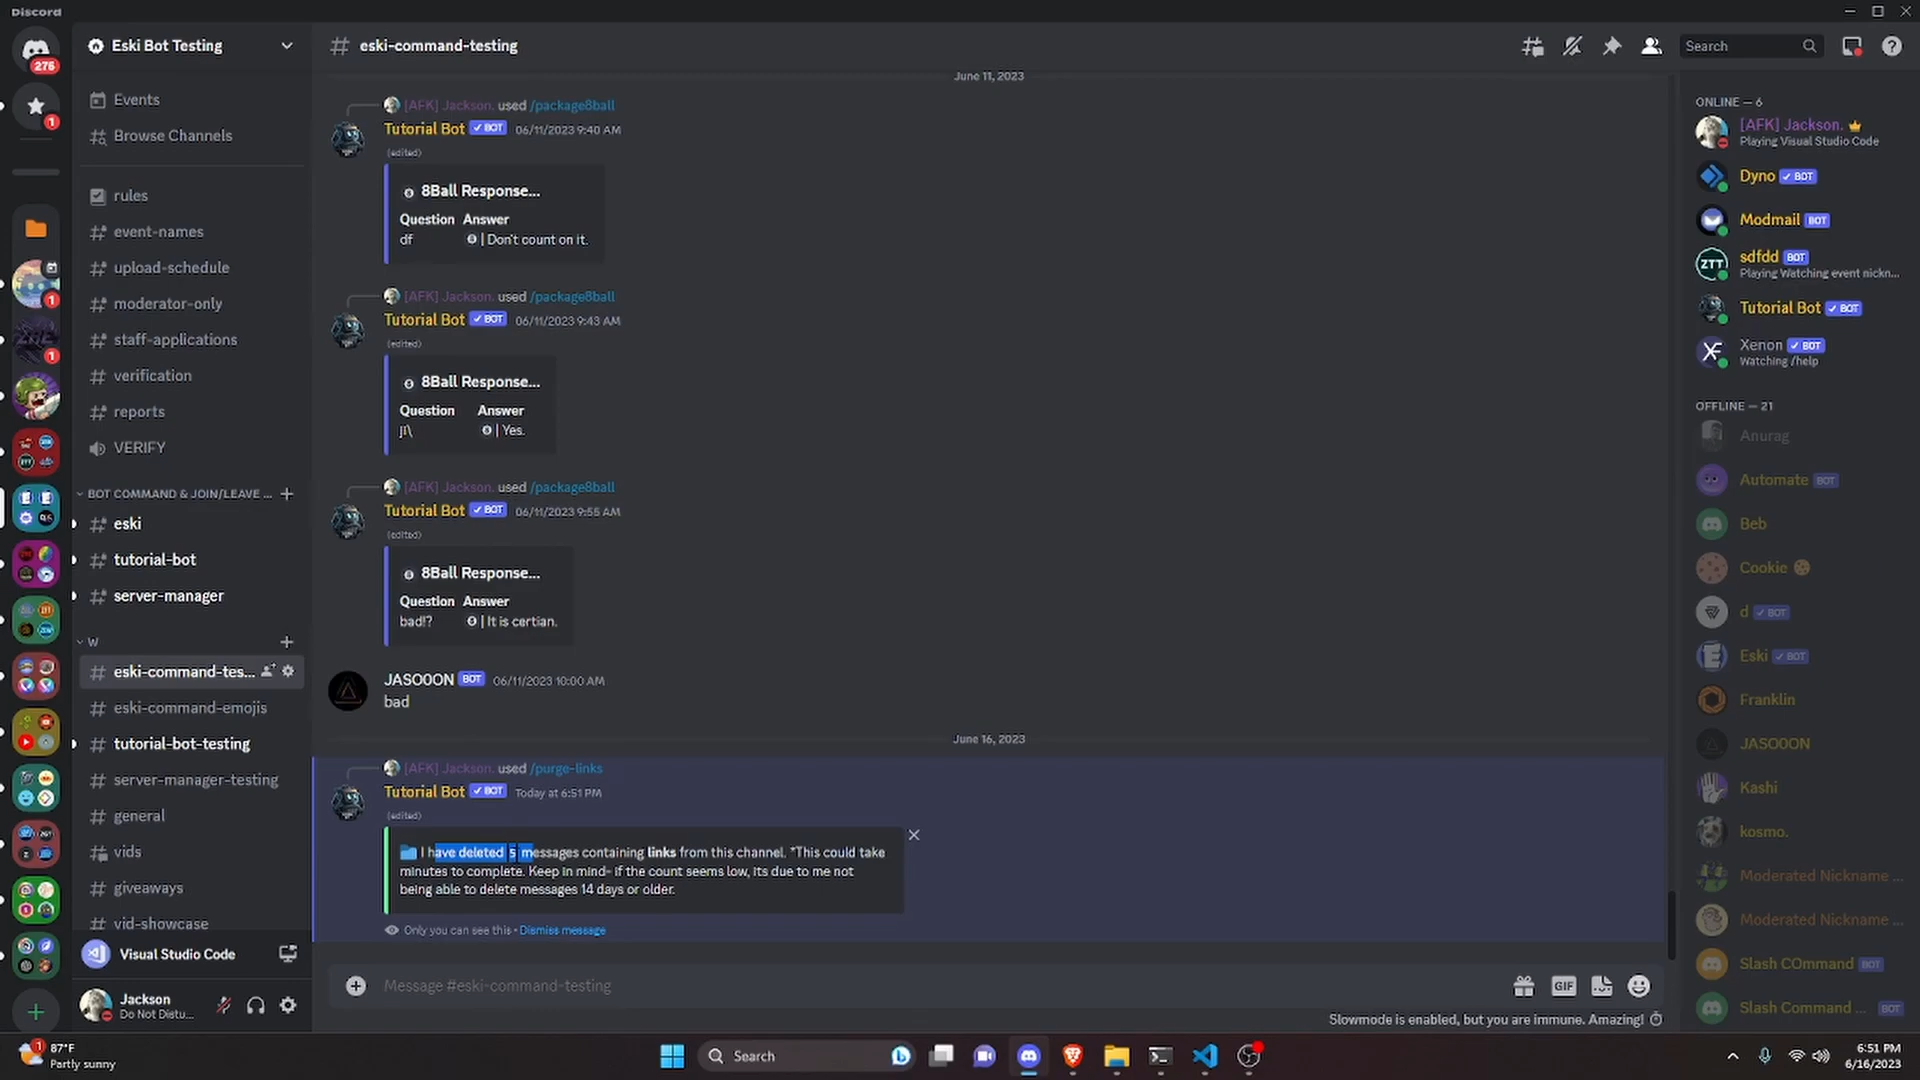 Discord
275
Eski Bot Testing
# eski-command-testing
Search
Events
Browse Channels
rules
event-names
upload-schedule
moderator-only
staff-applications
verification
reports
VERIFY
BOT COMMAND & JOIN/LEAVE ...
eski
tutorial-bot
server-manager
W
eski-command-tes...
eski-command-emojis
tutorial-bot-testing
server-manager-testing
general
vids
giveaways
vid-showcase
Visual Studio Code
Jackson
Do Not Distu...
1
1
1
ZTT
June 11, 2023
[AFK] Jackson. used /package8ball
Tutorial Bot BOT 06/11/2023 9:40 AM
(edited)
8Ball Response...
Question Answer
df | Don't count on it.
[AFK] Jackson. used /package8ball
Tutorial Bot BOT 06/11/2023 9:43 AM
(edited)
8Ball Response...
Question Answer
| Yes.
[AFK] Jackson. used /package8ball
Tutorial Bot BOT 06/11/2023 9:55 AM
(edited)
8Ball Response...
Question Answer
bad!? | It is certian.
JASO0ON BOT 06/11/2023 10:00 AM
bad
June 16, 2023
[AFK] Jackson. used /purge-links
Tutorial Bot BOT Today at 6:51 PM
(edited)
I have deleted 5 messages containing links from this channel. *This could take
minutes to complete. Keep in mind- if the count seems low, its due to me not
being able to delete messages 14 days or older.
Only you can see this • Dismiss message
Message #eski-command-testing
GIF
Slowmode is enabled, but you are immune. Amazing!
ONLINE — 6
[AFK] Jackson.
Playing Visual Studio Code
Dyno BOT
Modmail BOT
ZTT
sdfdd BOT
Playing Watching event nickn...
Tutorial Bot BOT
Xenon BOT
Watching /help
OFFLINE — 21
Anurag
Automate BOT
Beb
Cookie
d BOT
Eski BOT
Franklin
JASO0ON
Kashi
kosmo.
Moderated Nickname ...
Moderated Nickname ...
Slash COmmand BOT
Slash Command ... BOT
1
87°F
Partly sunny
Search
6:51 PM
6/16/2023